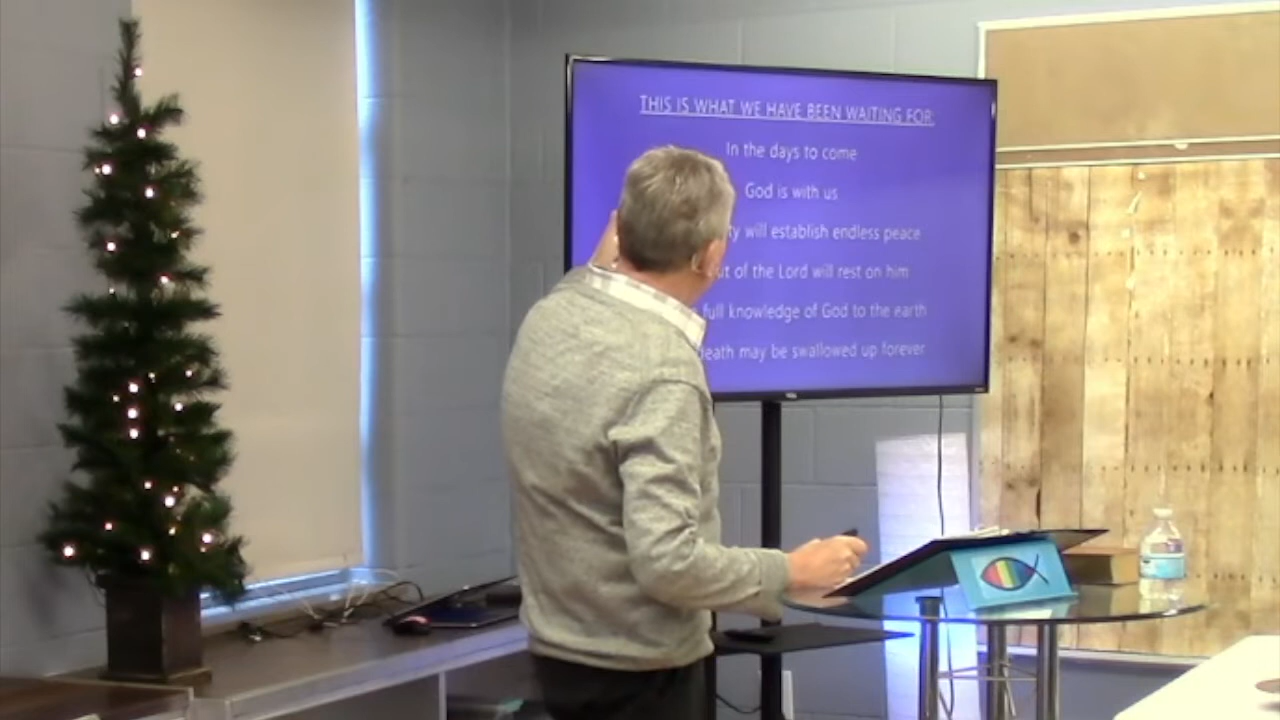 THIS IS WHAT WE HAVE BEEN WAITING FOR:
In the days to come
God is with us
will establish endless peace
of the Lord will rest on him
full knowledge of God to the earth
death may be swallowed up forever